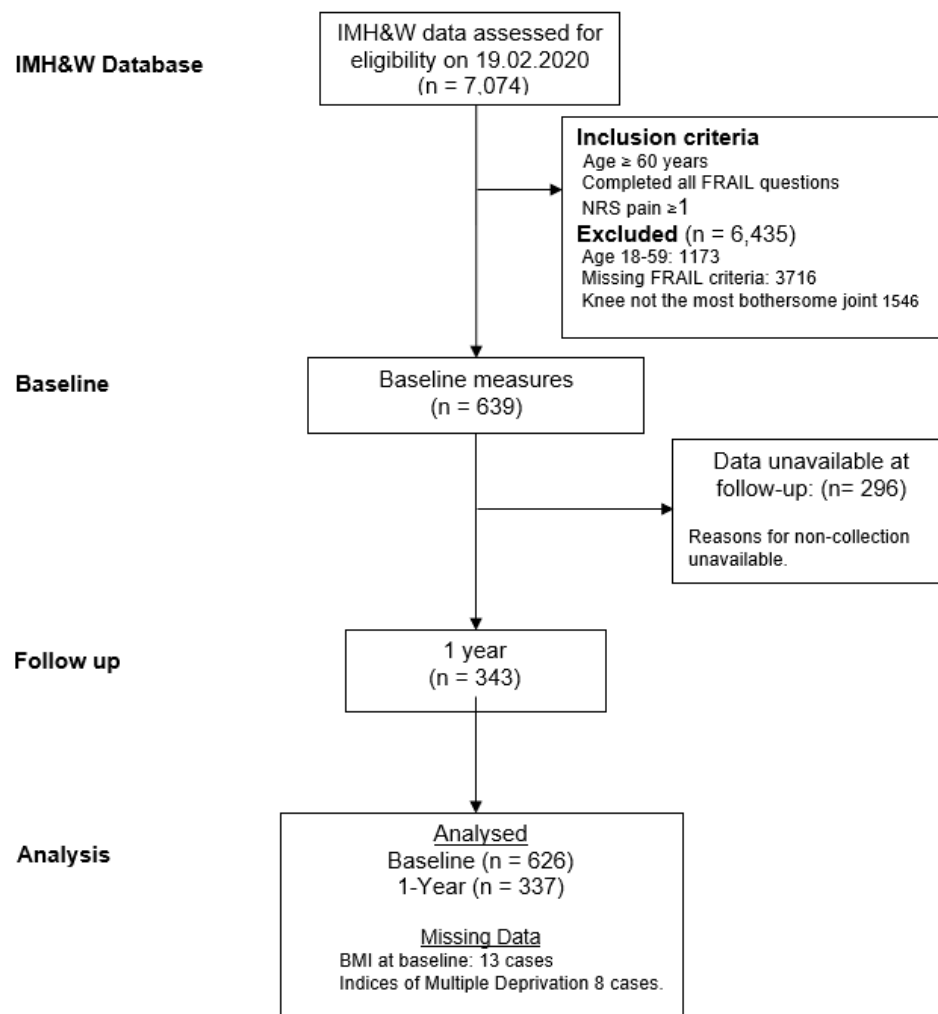 IMH&W Database
IMH&W data assessed for
eligibility on 19.02.2020
(n = 7,074)
Inclusion criteria
Age ≥ 60 years
Completed all FRAIL questions
NRS pain ≥1
Excluded (n = 6,435)
Age 18-59: 1173
Missing FRAIL criteria: 3716
Knee not the most bothersome joint 1546
Baseline
Baseline measures
(n = 639)
Data unavailable at
follow-up: (n= 296)
Reasons for non-collection
unavailable.
Follow up
1 year
(n = 343)
Analysis
Analysed
Baseline (n = 626)
1-Year (n = 337)
Missing Data
BMI at baseline: 13 cases
Indices of Multiple Deprivation 8 cases.